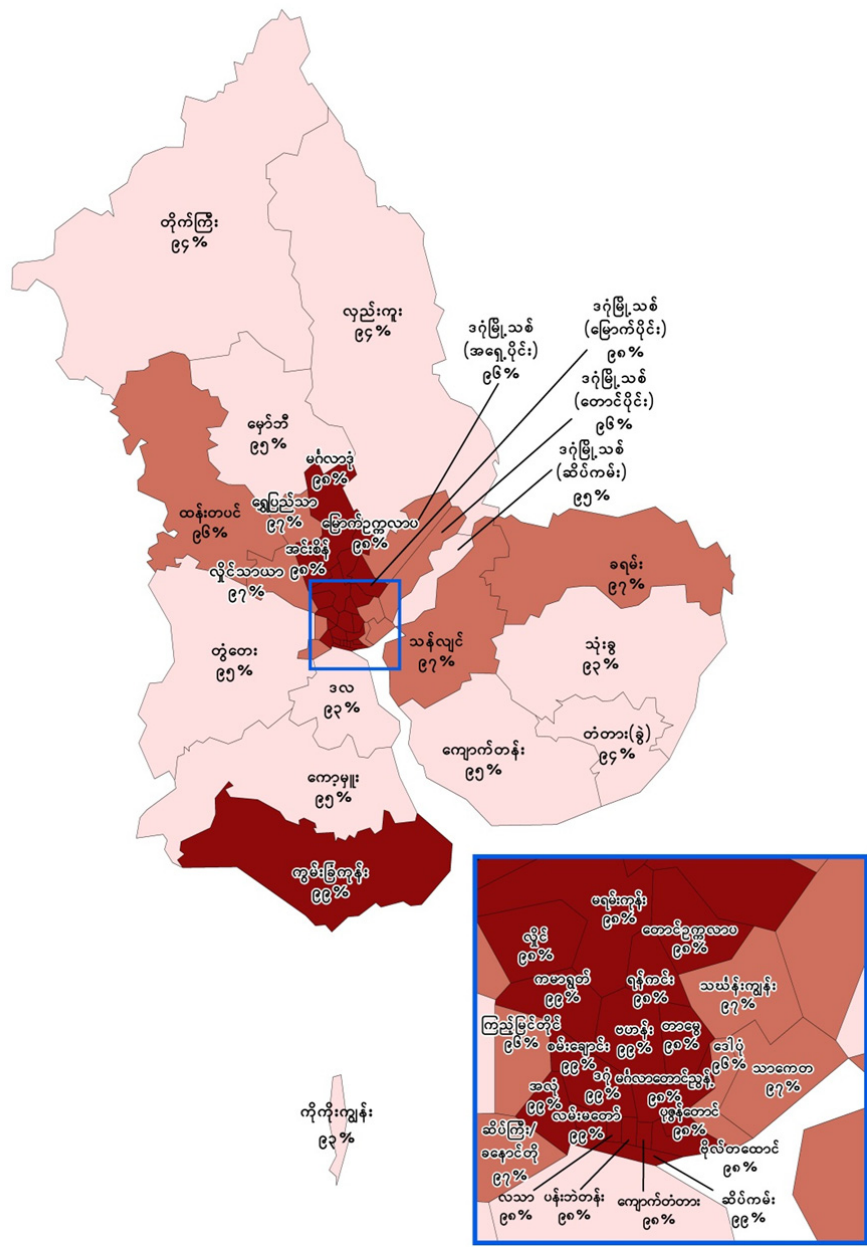 တိုက်ကြီး
၉၄%
လှည်းကူး
၉၄%
ဒဂုံမြို့သစ်
(မြောက်ပိုင်း)
၉၈%
ဒဂုံမြို့သစ်
(အရှေ့ပိုင်း)
၉၆%
ဒဂုံမြို့သစ်
(တောင်ပိုင်း)
၉၆%
ဒဂုံမြို့သစ်
(ဆိပ်ကမ်း)
၉၅%
မှော်ဘီ
၉၅%
မင်္ဂလာဒုံ
၉၈%
ရွှေပြည်သာ
၉၇%
ထန်းတပင်
၉၆%
မြောက်ဥက္ကလာပ
၉၈%
အင်းစိန်
၉၈%
လှိုင်သာယာ
၉၇%
ခရမ်း
၉၇%
သန်လျင်
၉၇%
သုံးခွ
၉၃%
တွံတေး
၉၅%
ဒလ
၉၃%
တံတား(ခွဲ)
၉၄%
ကျောက်တန်း
၉၅%
ကော့မှူး
၉၅%
ကွမ်းခြံကုန်း
၉၉%
ကိုကိုးကျွန်း
၉၃%
မရမ်းကုန်း
၉၈%
တောင်ဥက္ကလာပ
၉၈%
လှိုင်
၉၈%
ကမာရွတ်
၉၉%
ရန်ကင်း
၉၈%
သင်္ဃန်းကျွန်း
၉၇%
ကြည့်မြင်တိုင်
၉၆%
ဗဟန်း
၉၉%
တာမွေ
၉၈%
စမ်းချောင်း
၉၉%
ဒေါပုံ
၉၆%
သာကေတ
၉၇%
ဒဂုံ
၉၉%
မင်္ဂလာတောင်ညွန့်
၉၈%
အလုံ
၉၉%
လမ်းမတော်
၉၉%
ပုဇွန်တောင်
၉၈%
ဆိပ်ကြီး/
ခနောင်တို
၉၇%
ဗိုလ်တထောင်
၉၈%
လသာ
၉၈%
ပန်းဘဲတန်း
၉၈%
ကျောက်တံတား
၉၈%
ဆိပ်ကမ်း
၉၉%